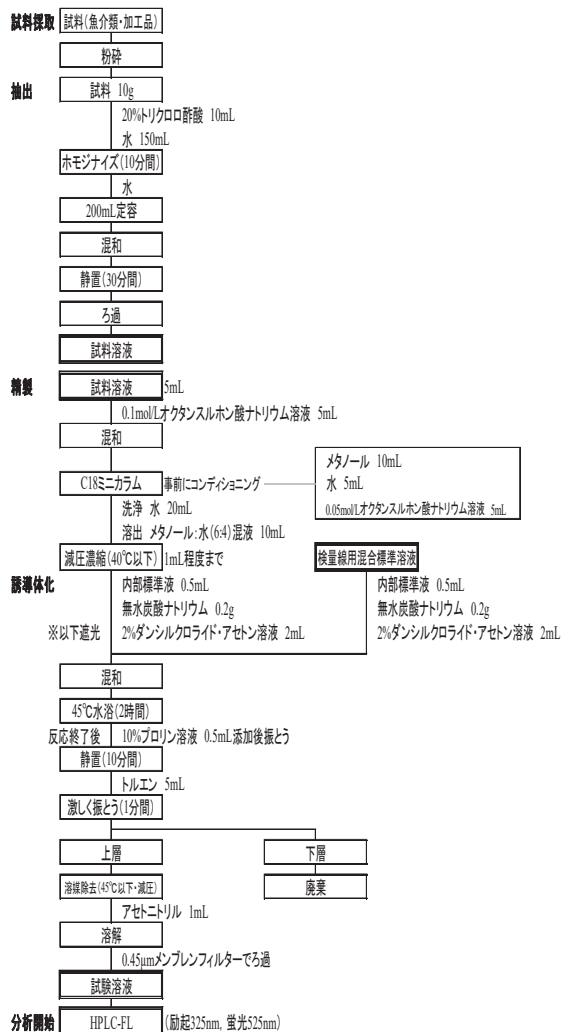 試料採取 試料(魚介類・加工品)
粉砕
抽出 試料 10g
20%トリクロロ酢酸 10mL
水 150mL
ホモジナイズ(10分間)
水
200mL定容
混和
静置(30分間)
ろ過
試料溶液
精製 試料溶液 5mL
0.1mol/Lオクタンスルホン酸ナトリウム溶液 5mL
混和
C18ミニカラム 事前にコンディショニング
メタノール 10mL
水 5mL
0.05mol/Lオクタンスルホン酸ナトリウム溶液 5mL
洗浄 水 20mL
溶出 メタノール:水(6:4)混液 10mL
減圧濃縮(40℃以下) 1mL程度まで
検量線用混合標準溶液
誘導体化 内部標準液 0.5mL
無水炭酸ナトリウム 0.2g
※以下遮光 2%ダンシルクロライド・アセトン溶液 2mL
内部標準液 0.5mL
無水炭酸ナトリウム 0.2g
2%ダンシルクロライド・アセトン溶液 2mL
混和
45℃水浴(2時間)
反応終了後 10%プロリン溶液 0.5mL添加後振とう
静置(10分間)
トルエン 5mL
激しく振とう(1分間)
上層 下層
溶媒除去(45℃以下・減圧) 廃棄
アセトニトリル 1mL
溶解
0.45μmメンブレンフィルターでろ過
試験溶液
分析開始 HPLC-FL (励起325nm, 蛍光525nm)